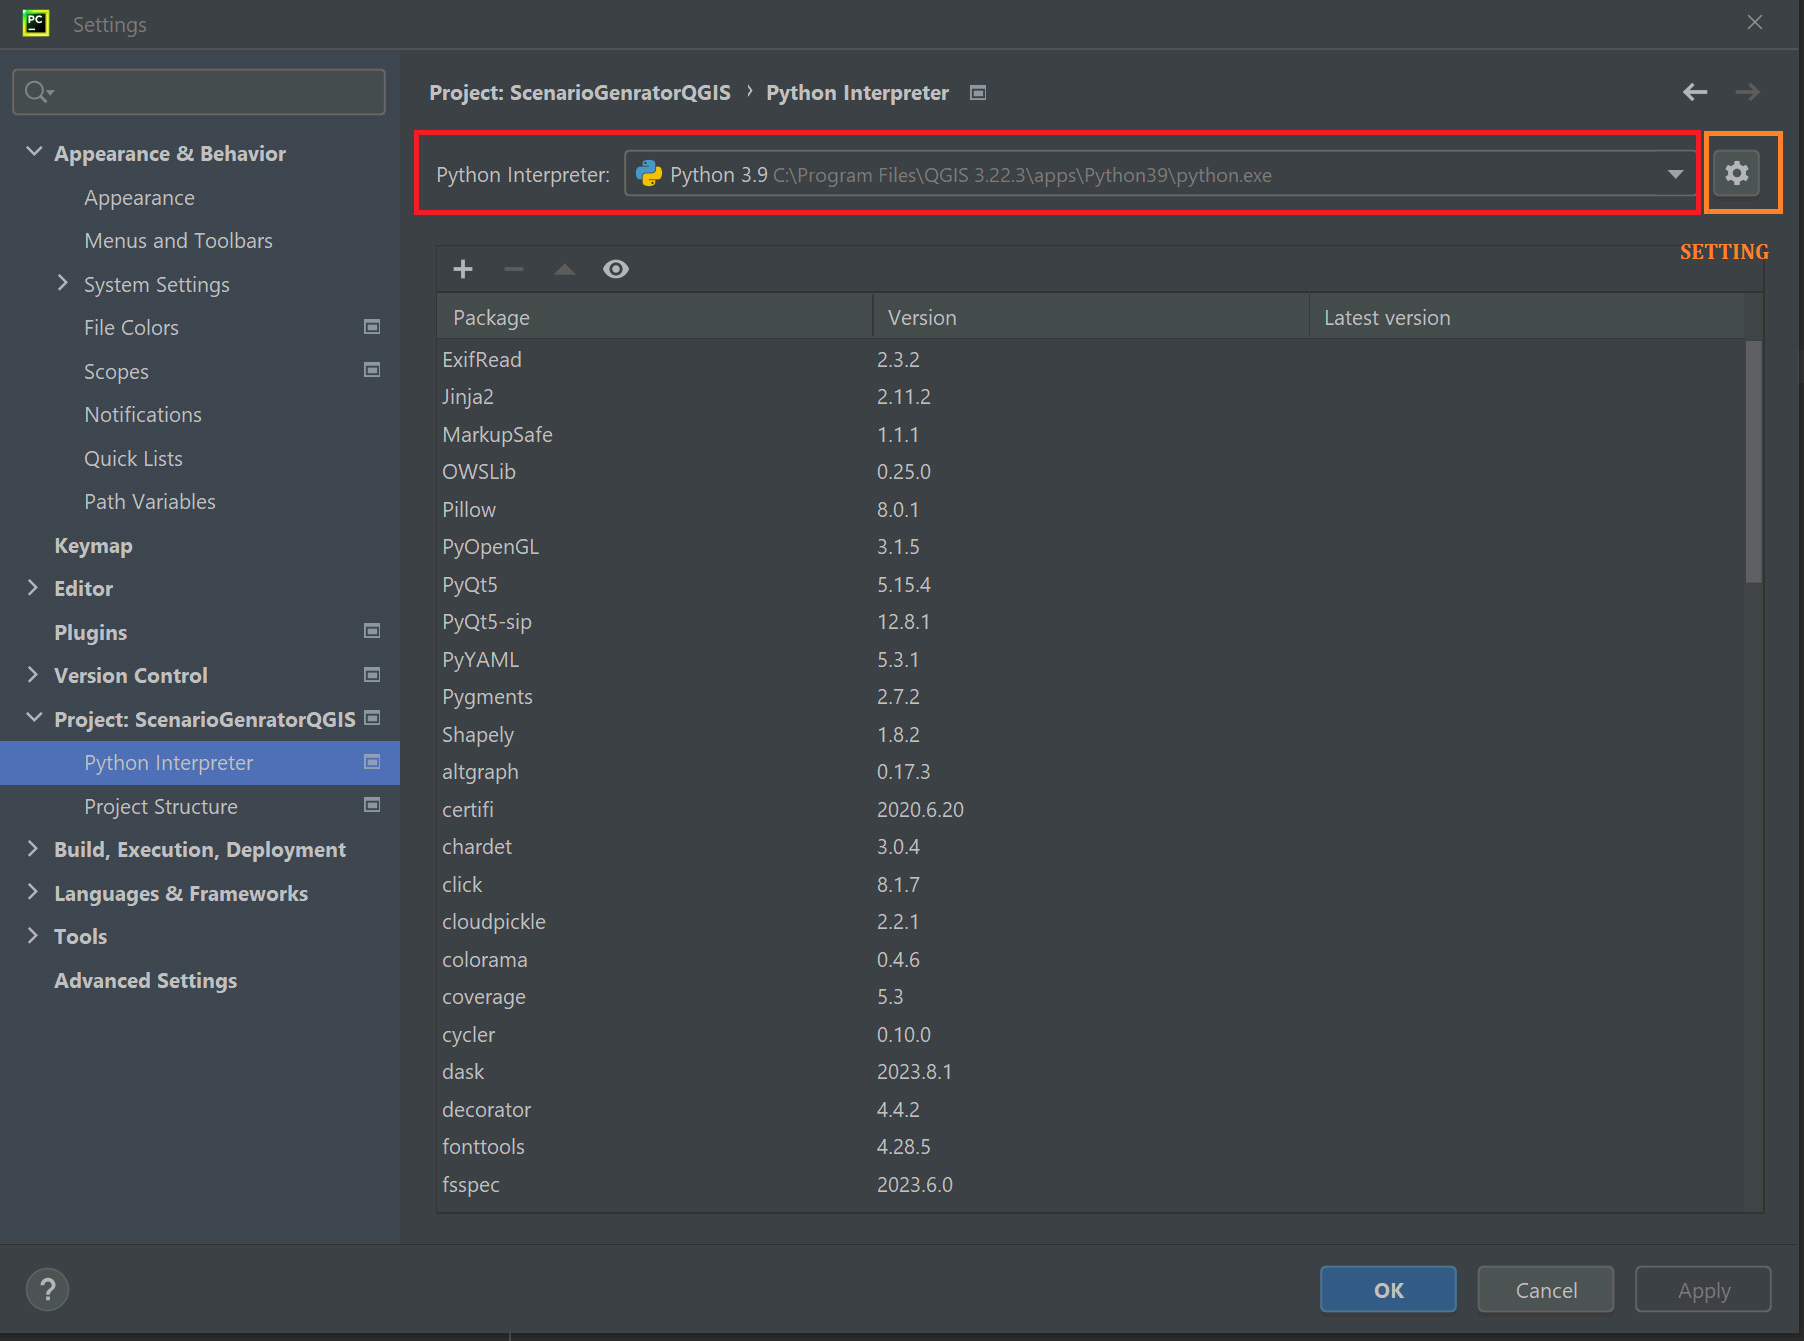 PC
Settings
Appearance & Behavior
Appearance
Menus and Toolbars
System Settings
File Colors
Scopes
Notifications
Quick Lists
Path Variables
Keymap
Editor
Plugins
Version Control
Project: ScenarioGenratorQGIS
Python Interpreter
Project Structure
Build, Execution, Deployment
Languages & Frameworks
Tools
Advanced Settings
Project: ScenarioGenratorQGIS › Python Interpreter
Python Interpreter: Python 3.9 C:\Program Files\QGIS 3.22.3\apps\Python39\python.exe
SETTING
Package Version Latest version
ExifRead 2.3.2
Jinja2 2.11.2
MarkupSafe 1.1.1
OWSLib 0.25.0
Pillow 8.0.1
PyOpenGL 3.1.5
PyQt5 5.15.4
PyQt5-sip 12.8.1
PyYAML 5.3.1
Pygments 2.7.2
Shapely 1.8.2
altgraph 0.17.3
certifi 2020.6.20
chardet 3.0.4
click 8.1.7
cloudpickle 2.2.1
colorama 0.4.6
coverage 5.3
cycler 0.10.0
dask 2023.8.1
decorator 4.4.2
fonttools 4.28.5
fsspec 2023.6.0
? OK Cancel Apply